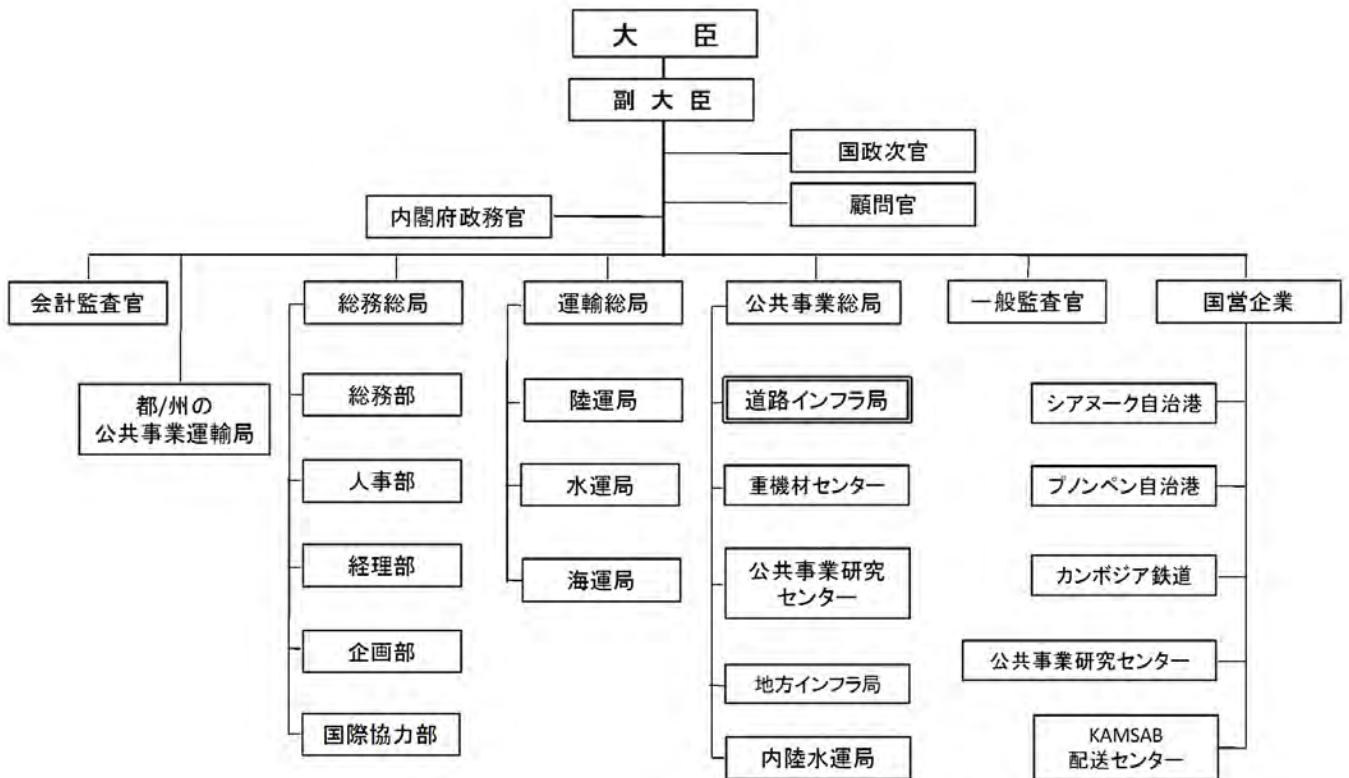 大　臣
副 大 臣
国政次官
顧問官
内閣府政務官
会計監査官
総務総局
運輸総局
公共事業総局
一般監査官
国営企業
都/州の
公共事業運輸局
総務部
人事部
経理部
企画部
国際協力部
陸運局
水運局
海運局
道路インフラ局
重機材センター
公共事業研究
センター
地方インフラ局
内陸水運局
シアヌーク自治港
プノンペン自治港
カンボジア鉄道
公共事業研究センター
KAMSAB
配送センター